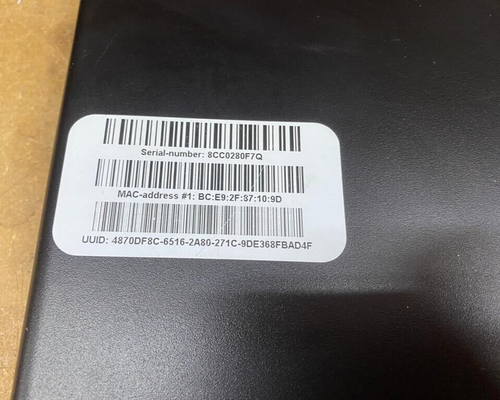 Serial-number: 8CC0280F7Q
MAC-address #1: BC:E9:2F:87:10:9D
UUID: 4870DF8C-6516-2A80-271C-9DE368FBAD4F